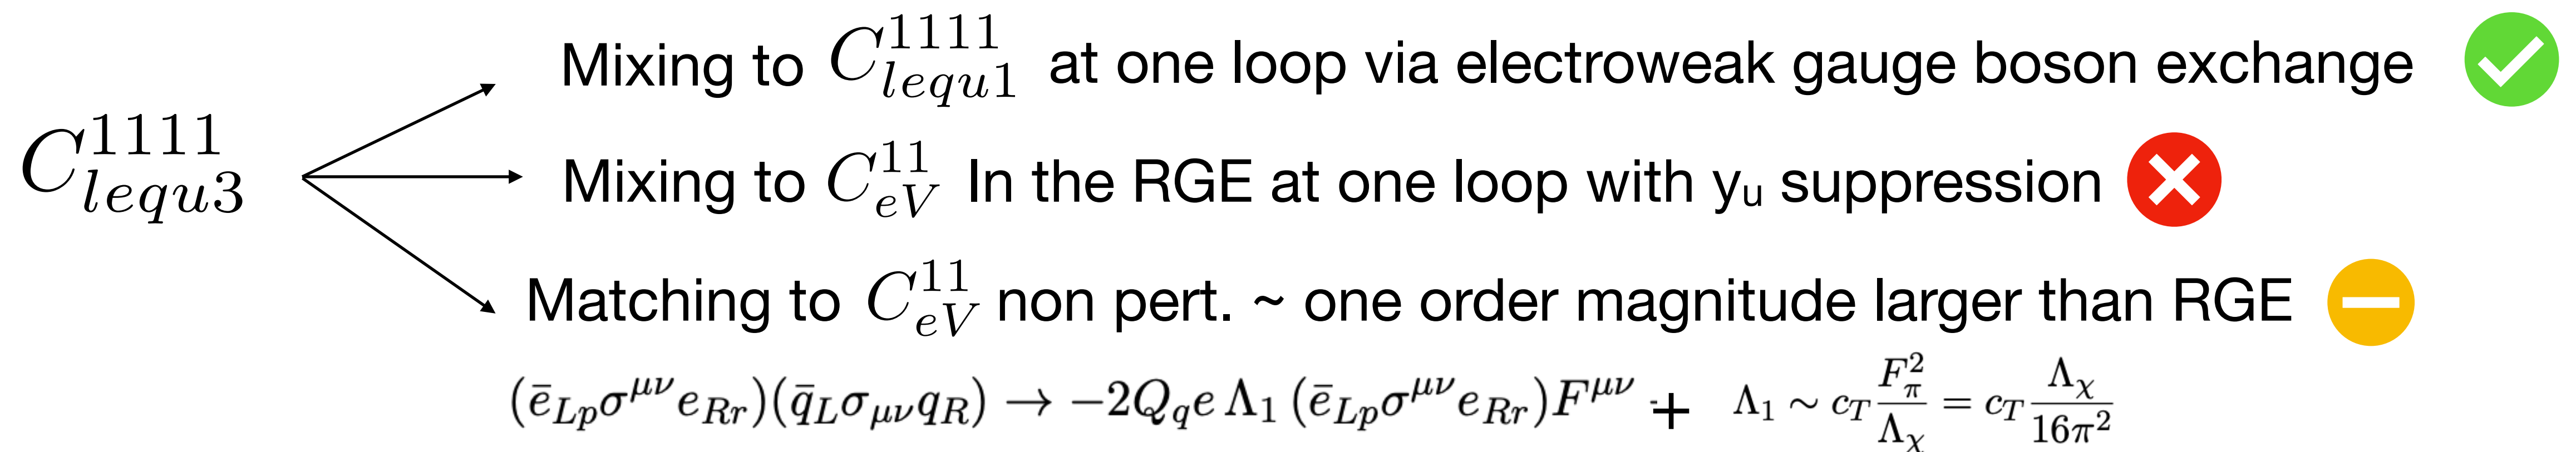 Mixing to $C_{lequ1}^{1111}$ at one loop via electroweak gauge boson exchange
$C_{lequ3}^{1111}$
Mixing to $C_{eV}^{11}$ In the RGE at one loop with y$_u$ suppression
Matching to $C_{eV}^{11}$ non pert. ~ one order magnitude larger than RGE
$(\bar{e}_{Lp}\sigma^{\mu\nu}e_{Rr})(\bar{q}_L\sigma_{\mu\nu}q_R) \to -2Q_q e\,\Lambda_1\,(\bar{e}_{Lp}\sigma^{\mu\nu}e_{Rr})F^{\mu\nu}$ + $\Lambda_1 \sim c_T\frac{F_\pi^2}{\Lambda_\chi} = c_T\frac{\Lambda_\chi}{16\pi^2}$